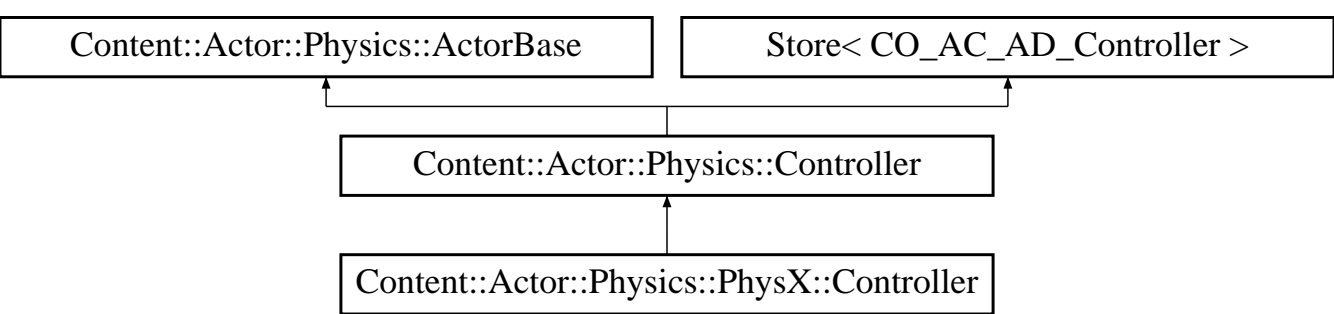 Content::Actor::Physics::ActorBase
Store< CO_AC_AD_Controller >
Content::Actor::Physics::Controller
Content::Actor::Physics::PhysX::Controller